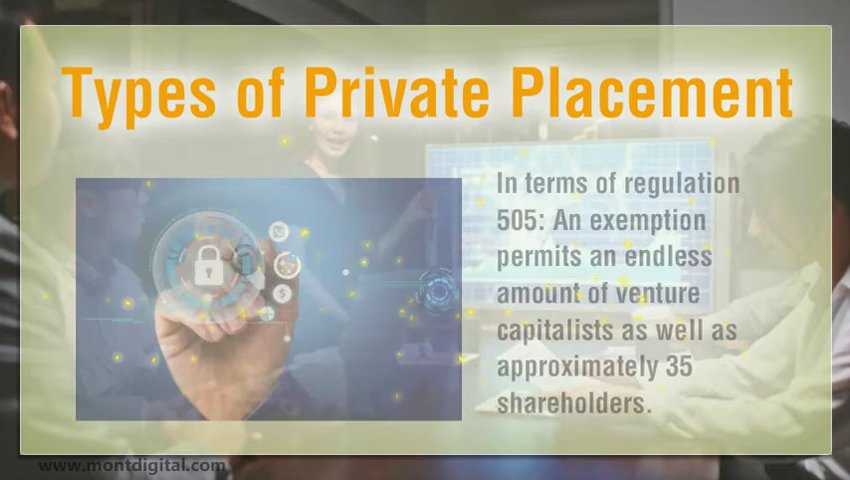 Types of Private Placement
In terms of regulation
505: An exemption
permits an endless
amount of venture
capitalists as well as
approximately 35
shareholders.
www.montdigital.com